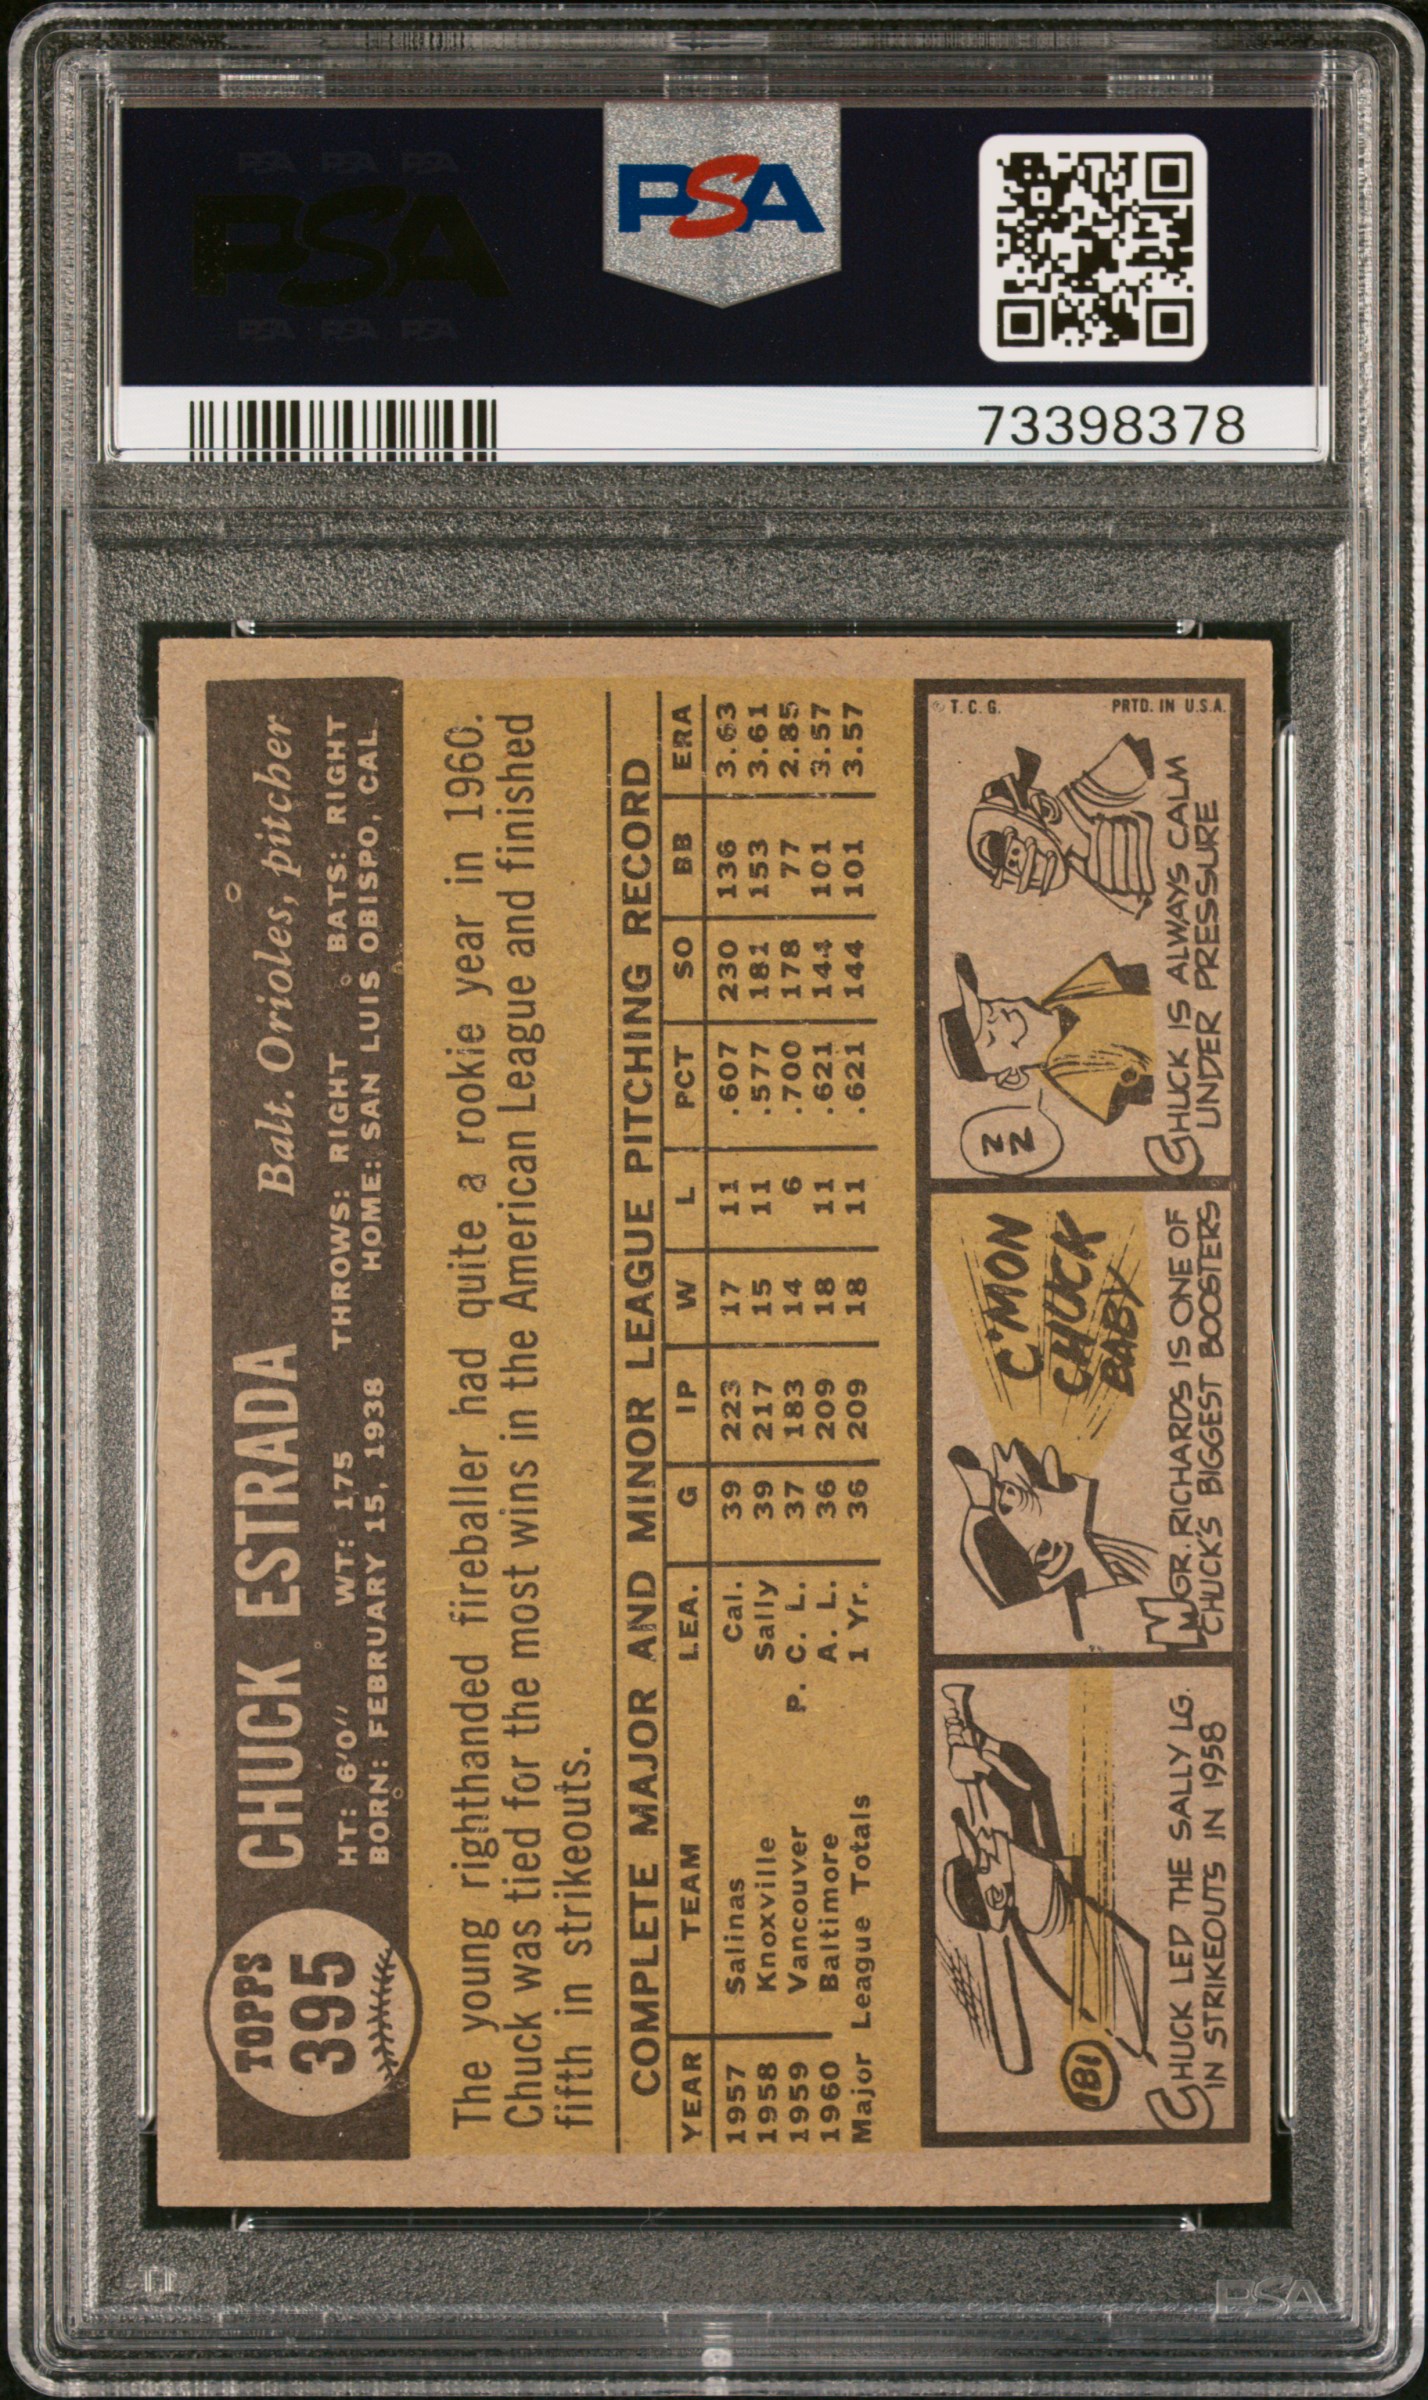 PSA PSA PSA
PSA
PSA PSA PSA
PSA
73398378
TOPPS
395
CHUCK ESTRADA
Balt. Orioles, pitcher
HT: 6'0" WT: 175 THROWS: RIGHT BATS: RIGHT
BORN: FEBRUARY 15, 1938 HOME: SAN LUIS OBISPO, CAL.
The young righthanded fireballer had quite a rookie year in 1960.
Chuck was tied for the most wins in the American League and finished
fifth in strikeouts.
COMPLETE MAJOR AND MINOR LEAGUE PITCHING RECORD
YEAR TEAM LEA. G IP W L PCT SO BB ERA
1957 Salinas Cal. 39 223 17 11 .607 230 136 3.63
1958 Knoxville Sally 39 217 15 11 .577 181 153 3.61
1959 Vancouver P. C. L. 37 183 14 6 .700 178 77 2.85
1960 Baltimore A. L. 36 209 18 11 .621 144 101 3.57
Major League Totals 1 Yr. 36 209 18 11 .621 144 101 3.57
181
CHUCK LED THE SALLY LG.
IN STRIKEOUTS IN 1958
C'MON
CHUCK
BABY
MGR. RICHARDS IS ONE OF
CHUCK'S BIGGEST BOOSTERS
ZZ
CHUCK IS ALWAYS CALM
UNDER PRESSURE
© T. C. G. PRTD. IN U.S.A.
PSA